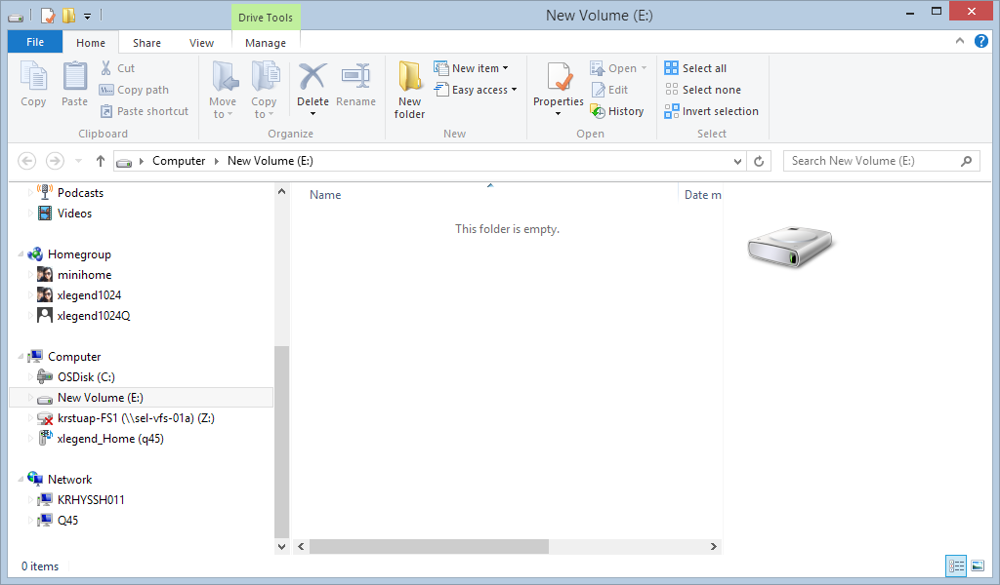 Drive Tools
New Volume (E:)
File Home Share View Manage
Copy
Paste
Cut
Copy path
Paste shortcut
Clipboard
Move to
Copy to
Delete
Rename
Organize
New folder
New item
Easy access
New
Properties
Open
Edit
History
Open
Select all
Select none
Invert selection
Select
Computer New Volume (E:)
Search New Volume (E:)
Podcasts
Videos
Homegroup
minihome
xlegend1024
xlegend1024Q
Computer
OSDisk (C:)
New Volume (E:)
krstuap-FS1 (\\sel-vfs-01a) (Z:)
xlegend_Home (q45)
Network
KRHYSSH011
Q45
Name Date m
This folder is empty.
0 items